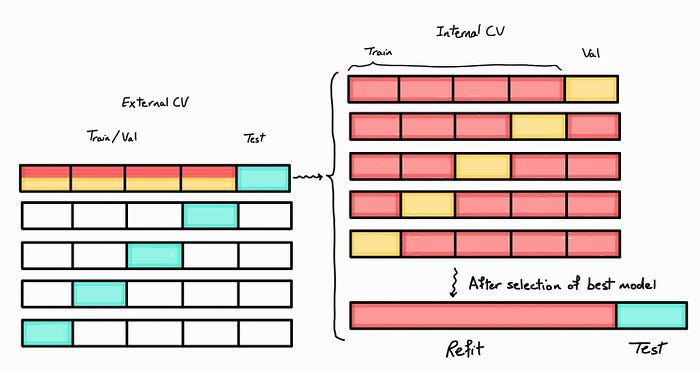 External CV
Train/Val
Test
Internal CV
Train
Val
After selection of best model
Refit
Test